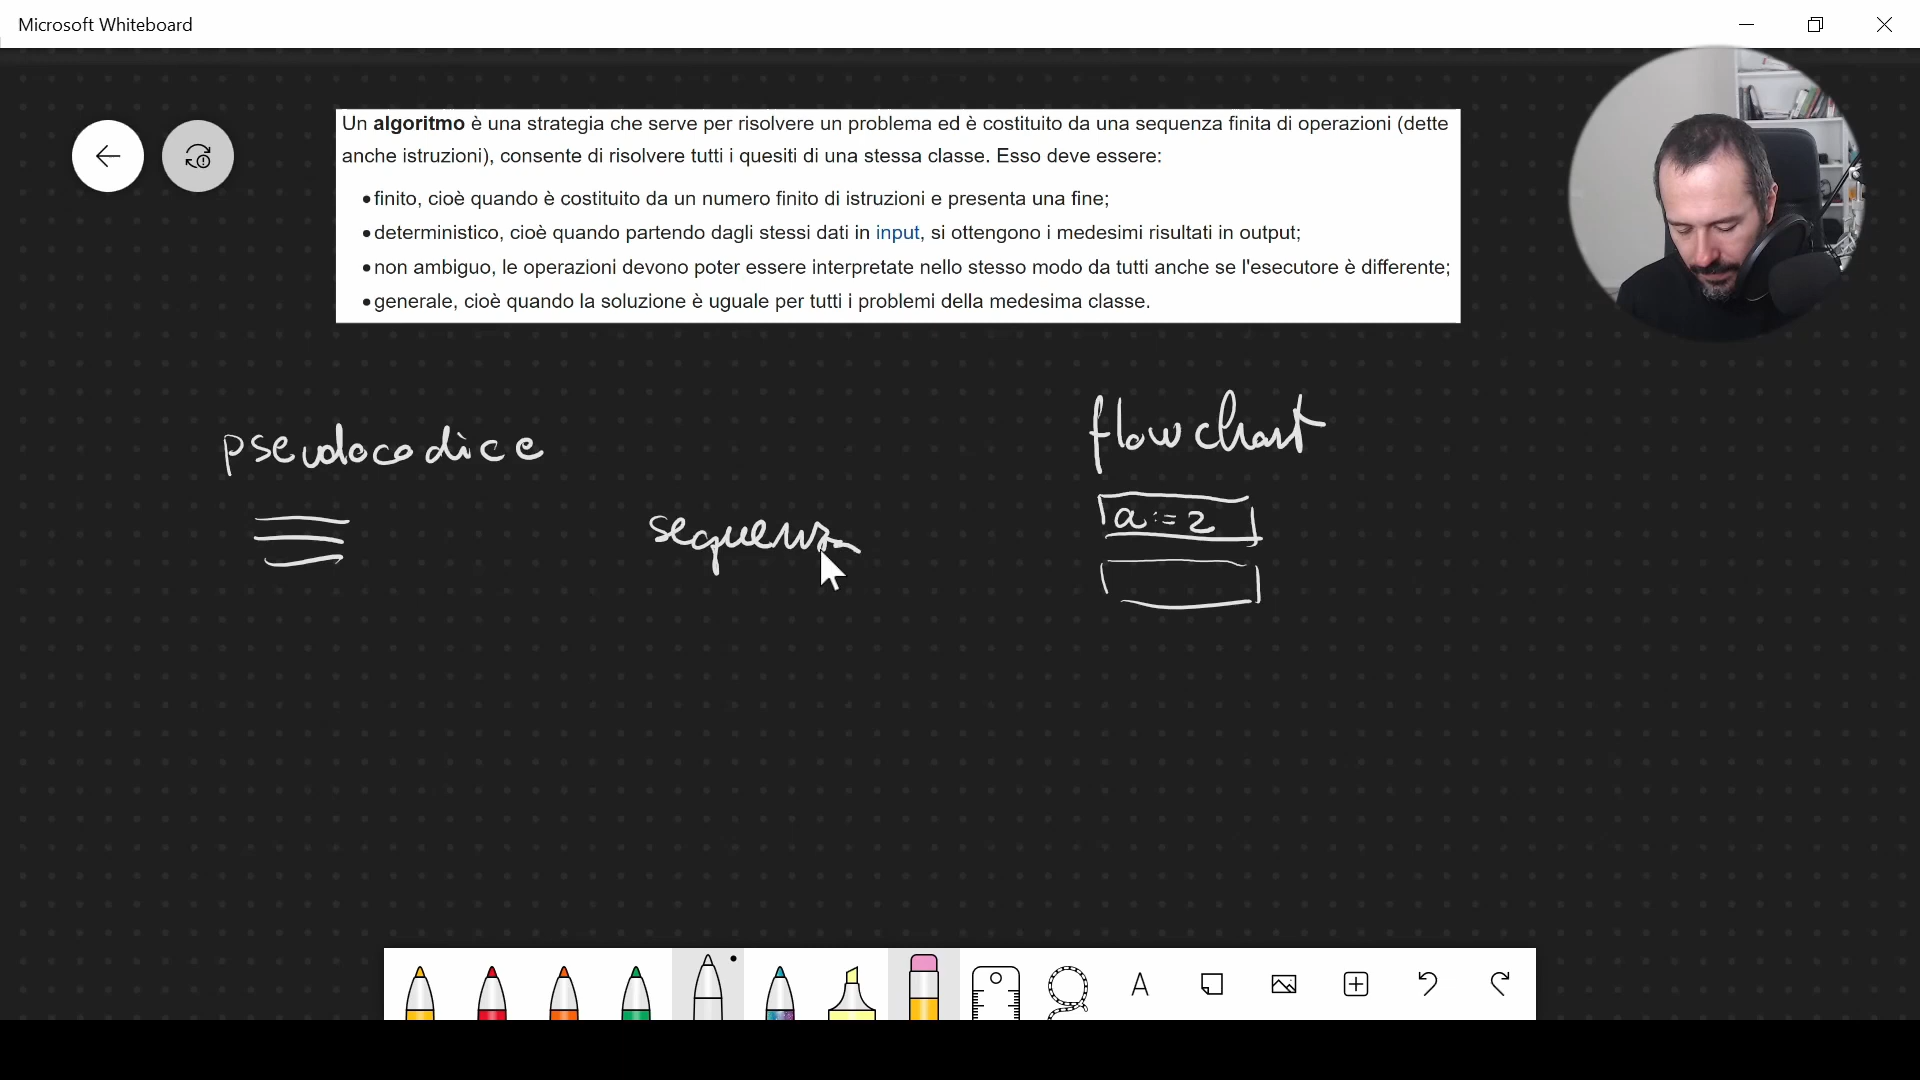 Microsoft Whiteboard
Un algoritmo è una strategia che serve per risolvere un problema ed è costituito da una sequenza finita di operazioni (dette
anche istruzioni), consente di risolvere tutti i quesiti di una stessa classe. Esso deve essere:
•finito, cioè quando è costituito da un numero finito di istruzioni e presenta una fine;
•deterministico, cioè quando partendo dagli stessi dati in input, si ottengono i medesimi risultati in output;
•non ambiguo, le operazioni devono poter essere interpretate nello stesso modo da tutti anche se l'esecutore è differente;
•generale, cioè quando la soluzione è uguale per tutti i problemi della medesima classe.
pseudocodice
flowchart
a := 2